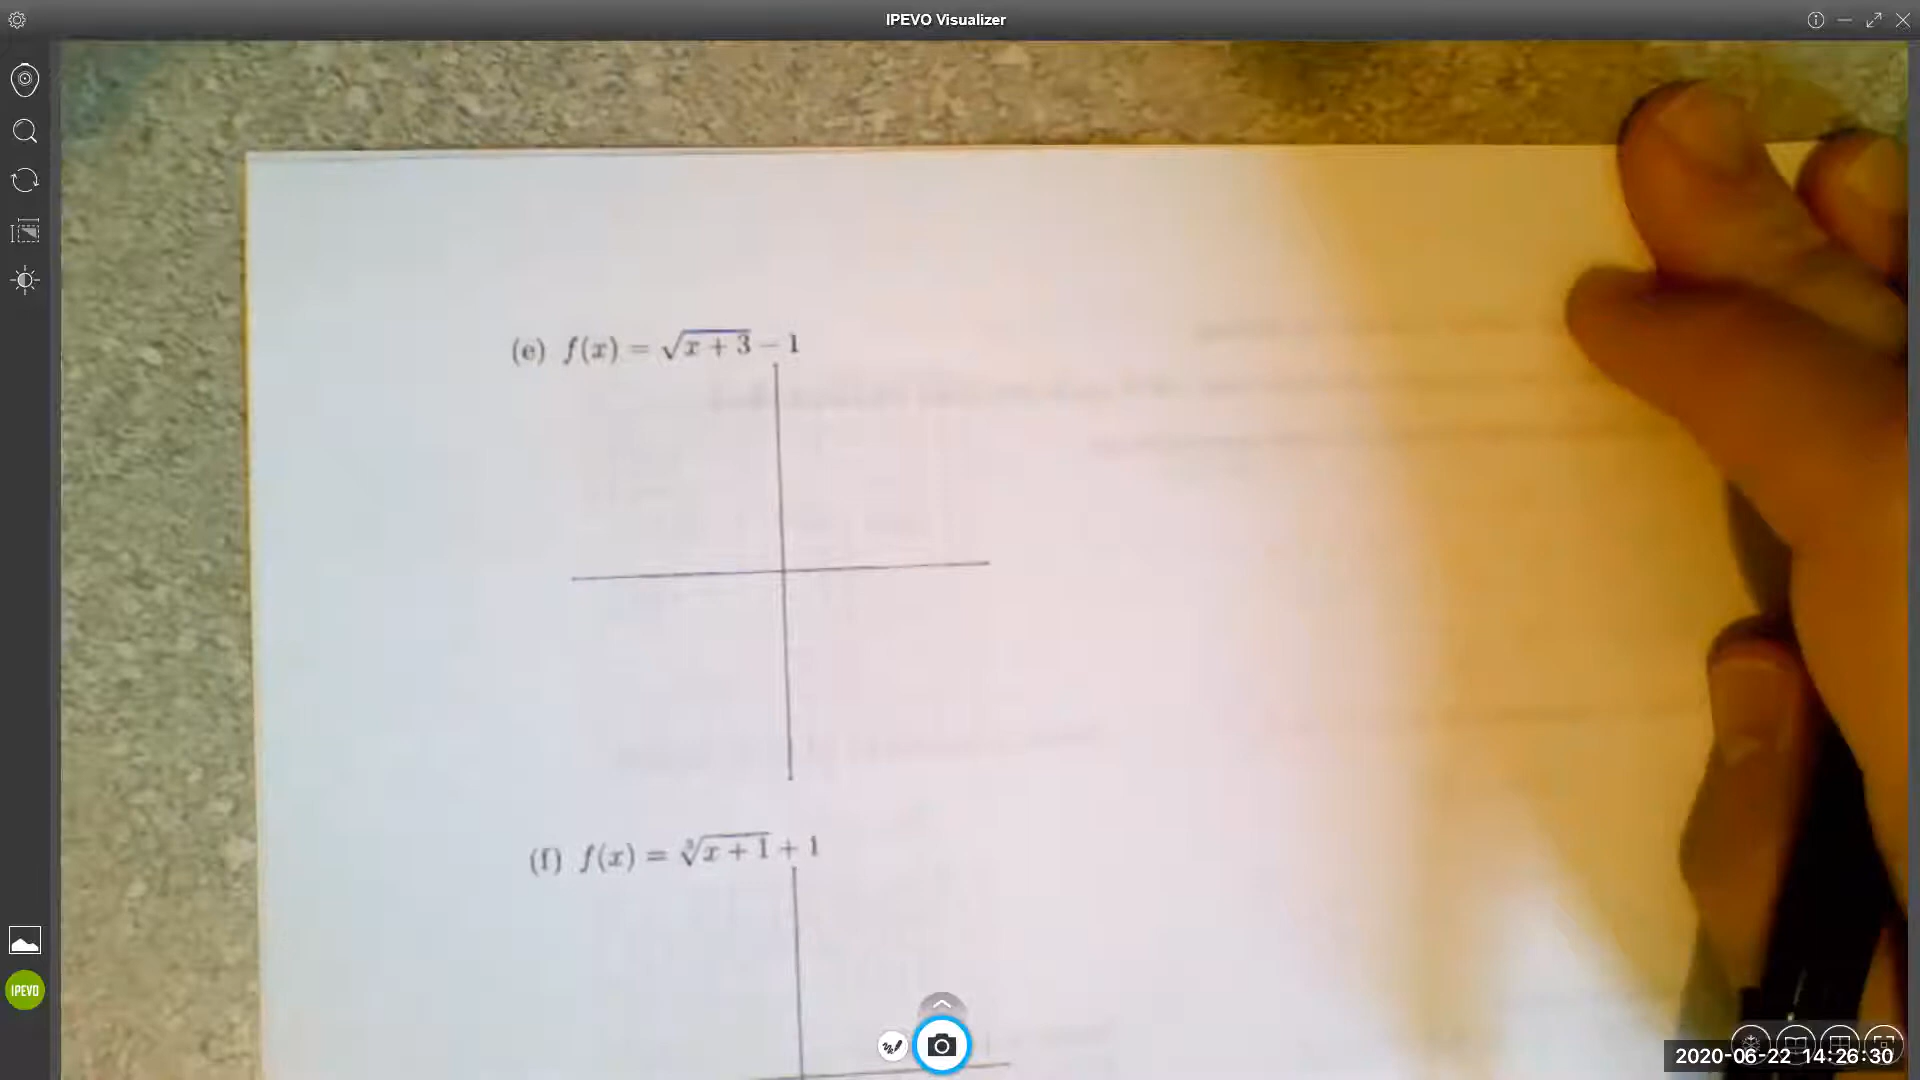 IPEVO Visualizer
(e) f(x) = √x + 3 − 1
(f) f(x) = ∛x + 1 + 1
IPEVO
2020-06-22 14:26:30